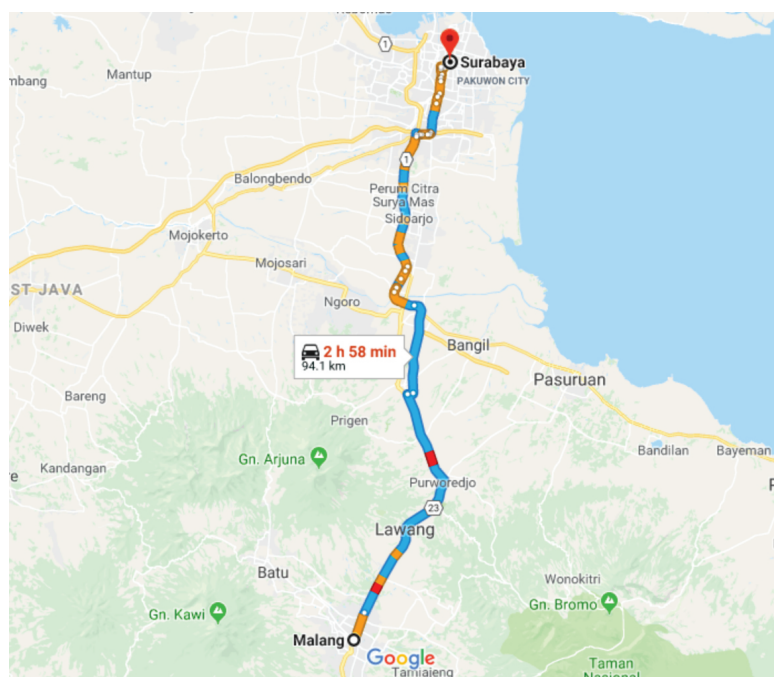 1
Surabaya
mbang
Mantup
PAKUWON CITY
1
Balongbendo
Perum Citra
Surya Mas
Sidoarjo
Mojokerto
Mojosari
ST JAVA
Ngoro
Diwek
2 h 58 min
94.1 km
Bangil
Pasuruan
Bareng
Prigen
Gn. Arjuna
Bandilan
Bayeman
Kandangan
Purworedjo
23
Lawang
Batu
Wonokitri
Gn. Kawi
Gn. Bromo
Malang
Google
Taman